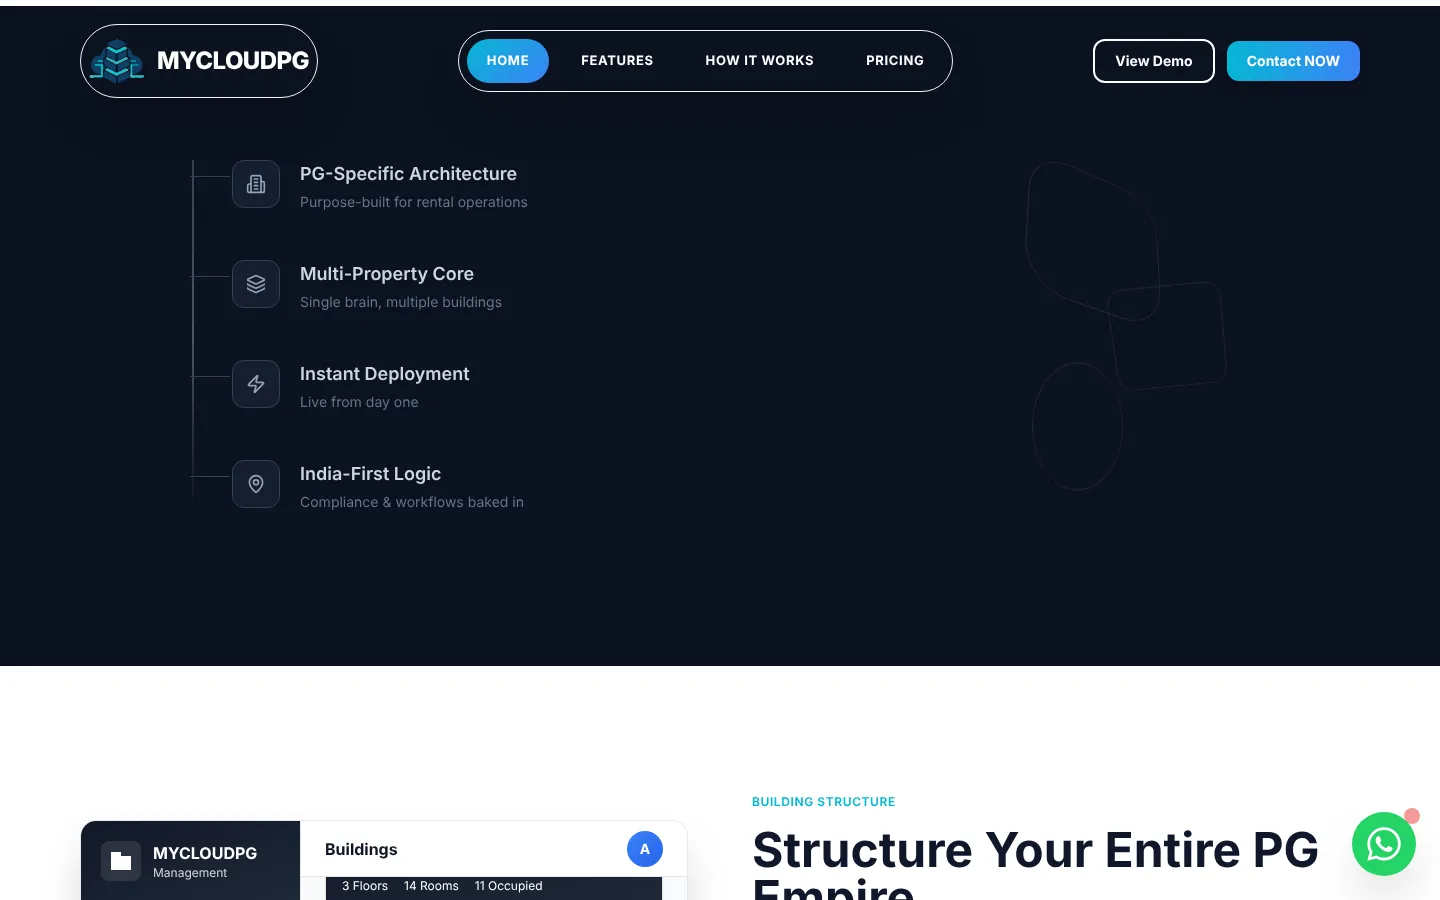 MYCLOUDPG
HOME
FEATURES
HOW IT WORKS
PRICING
View Demo
Contact NOW
PG-Specific Architecture
Purpose-built for rental operations
Multi-Property Core
Single brain, multiple buildings
Instant Deployment
Live from day one
India-First Logic
Compliance & workflows baked in
MYCLOUDPG
Management
Buildings
A
3 Floors 14 Rooms 11 Occupied
BUILDING STRUCTURE
Structure Your Entire PG
Empire